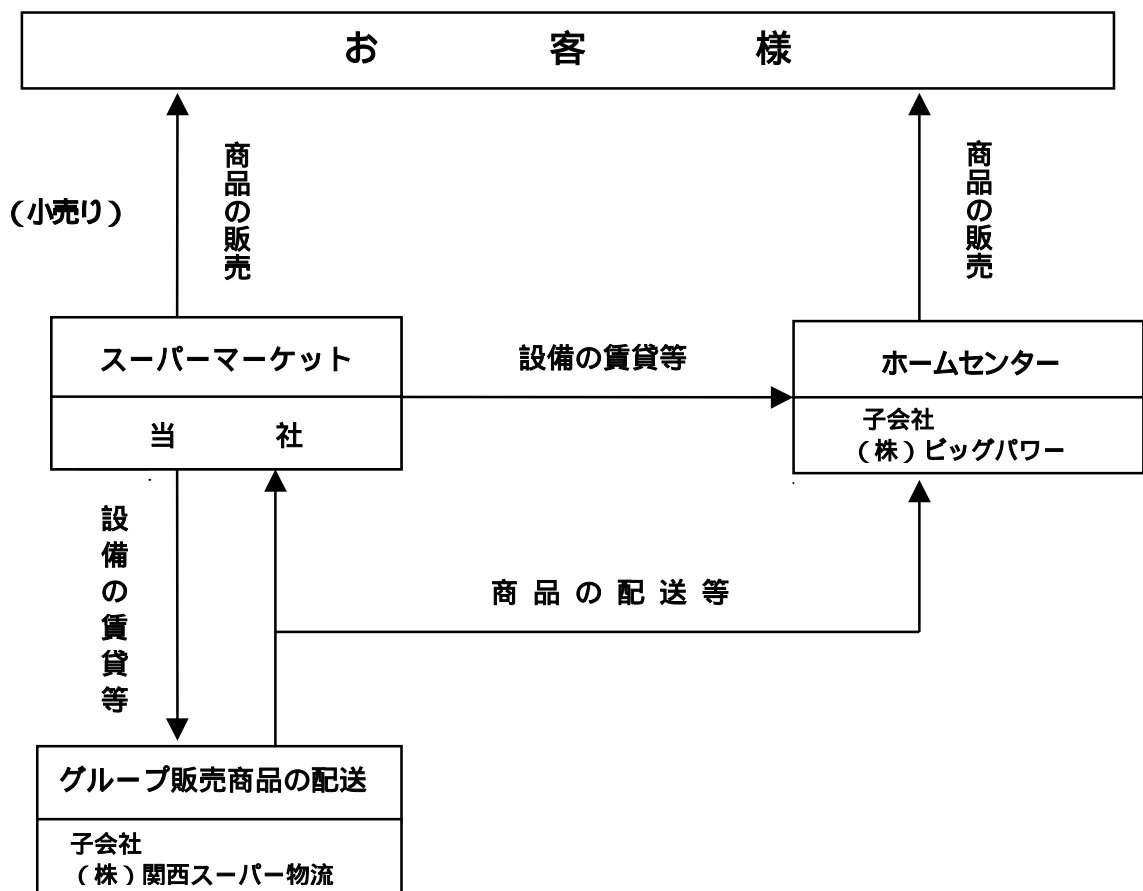 お客様
商品の販売
商品の販売
（小売り）
スーパーマーケット
設備の賃貸等
ホームセンター
当社
子会社
（株）ビッグパワー
設備の賃貸等
商品の配送等
グループ販売商品の配送
子会社
（株）関西スーパー物流